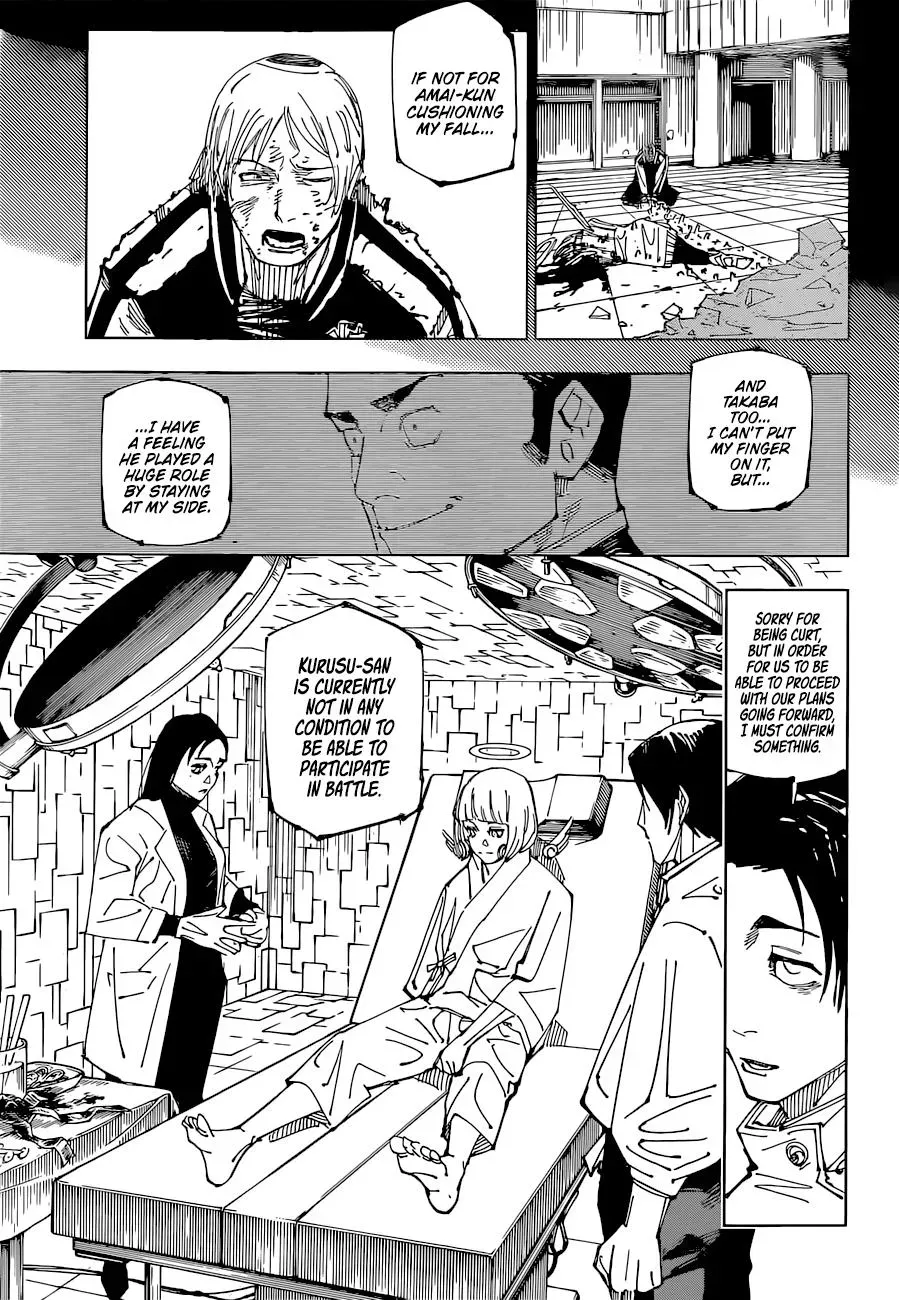 IF NOT FOR
AMAI-KUN
CUSHIONING
MY FALL...
AND
TAKABA
TOO...
I CAN'T PUT
MY FINGER
ON IT,
BUT...
...I HAVE
A FEELING
HE PLAYED A
HUGE ROLE
BY STAYING
AT MY SIDE.
SORRY FOR
BEING CURT,
BUT IN ORDER
FOR US TO BE
ABLE TO PROCEED
WITH OUR PLANS
GOING FORWARD,
I MUST CONFIRM
SOMETHING.
KURUSU-SAN
IS CURRENTLY
NOT IN ANY
CONDITION TO
BE ABLE TO
PARTICIPATE
IN BATTLE.